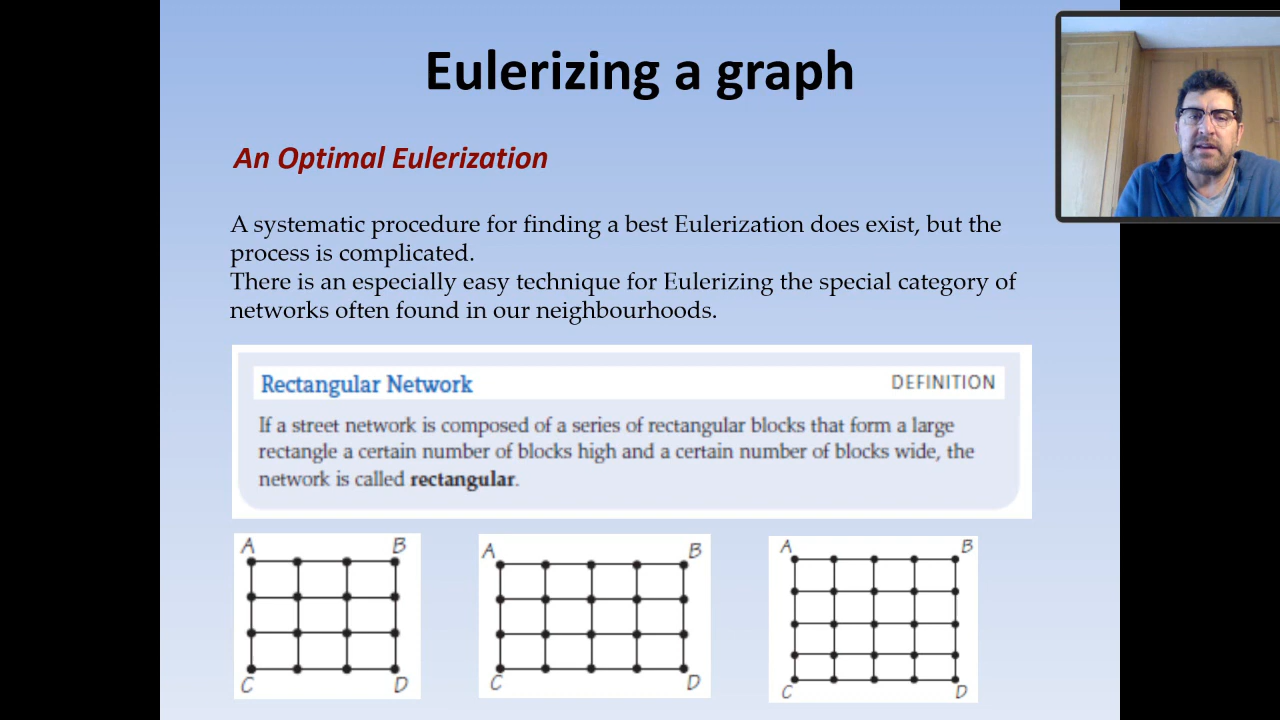 Eulerizing a graph
An Optimal Eulerization
A systematic procedure for finding a best Eulerization does exist, but the
process is complicated.
There is an especially easy technique for Eulerizing the special category of
networks often found in our neighbourhoods.
Rectangular Network DEFINITION
If a street network is composed of a series of rectangular blocks that form a large
rectangle a certain number of blocks high and a certain number of blocks wide, the
network is called rectangular.
A B
C D
A B
C D
A B
C D